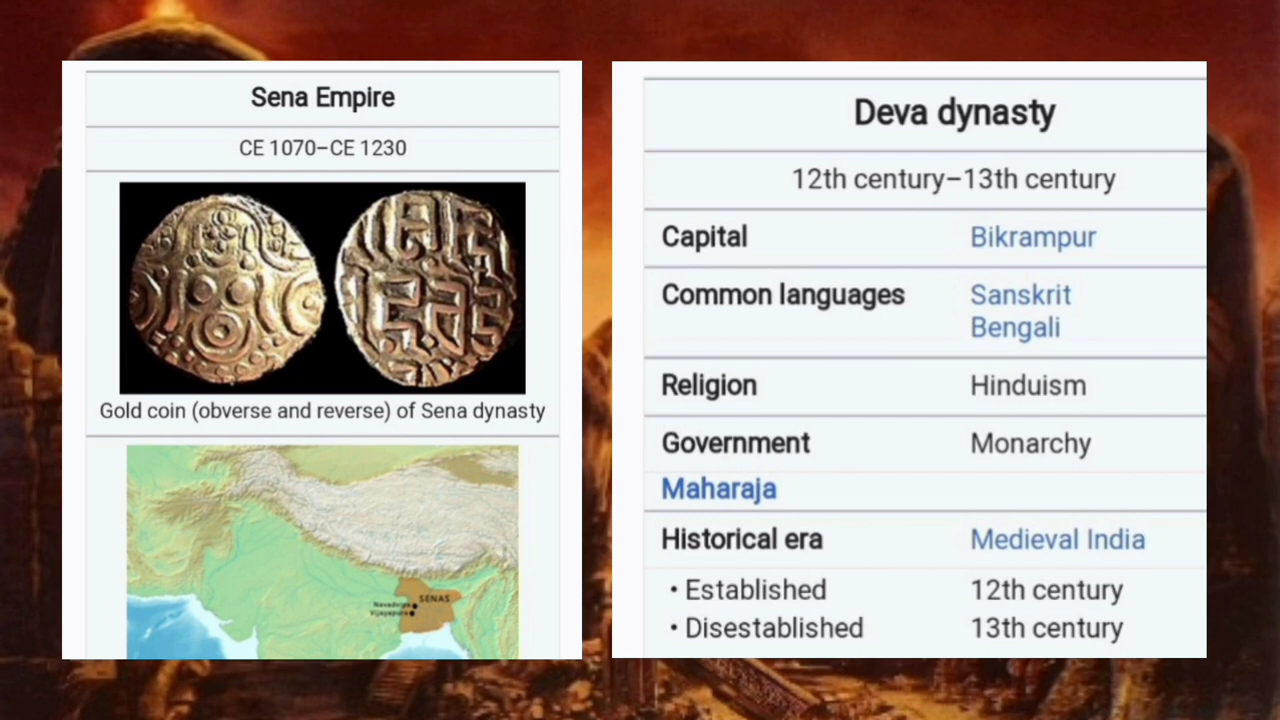 Sena Empire
CE 1070–CE 1230
Gold coin (obverse and reverse) of Sena dynasty
SENAS
Navadvipa
Vijayapura
Deva dynasty
12th century–13th century
Capital Bikrampur
Common languages Sanskrit
Bengali
Religion Hinduism
Government Monarchy
Maharaja
Historical era Medieval India
• Established 12th century
• Disestablished 13th century